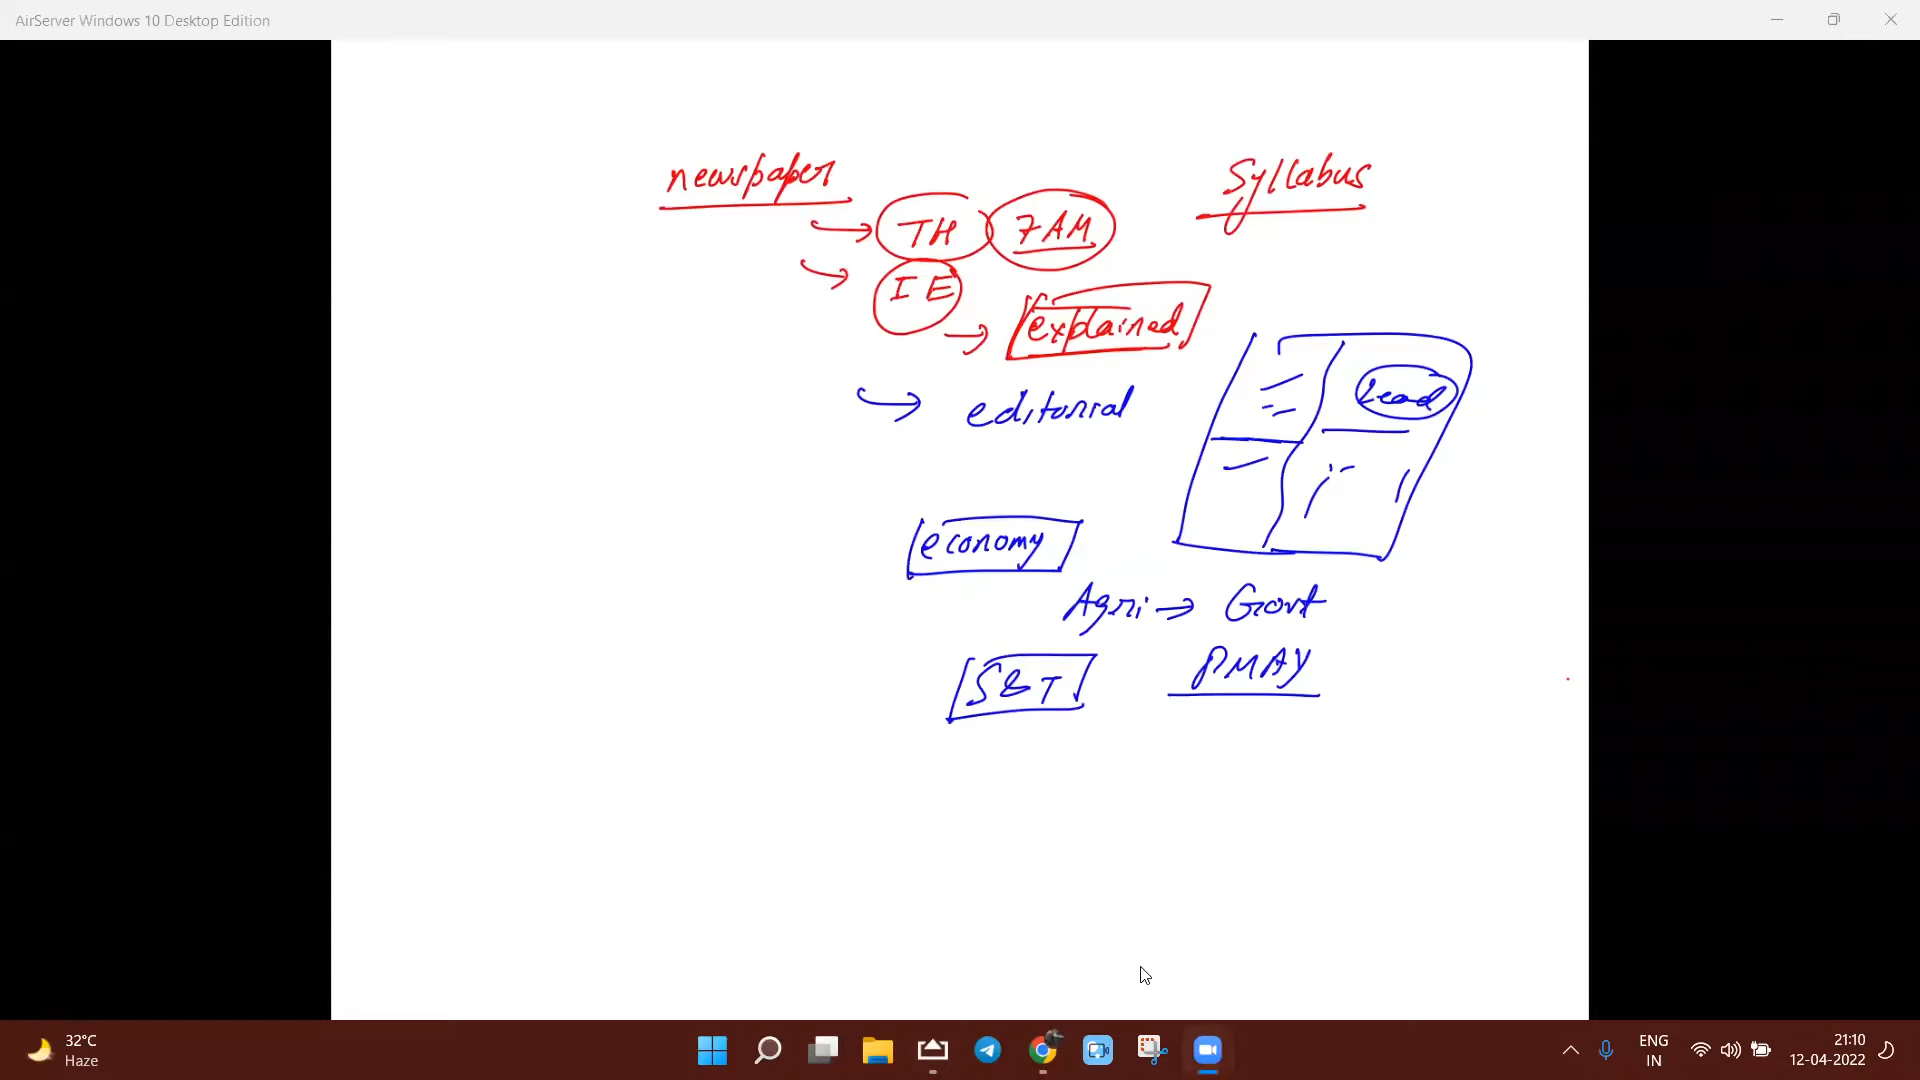 AirServer Windows 10 Desktop Edition
newspaper
Syllabus
TH 7AM
IE
explained
editorial
Lead
economy
Agri → Govt
S&T
PMAY
32°C
Haze
ENG
IN
21:10
12-04-2022